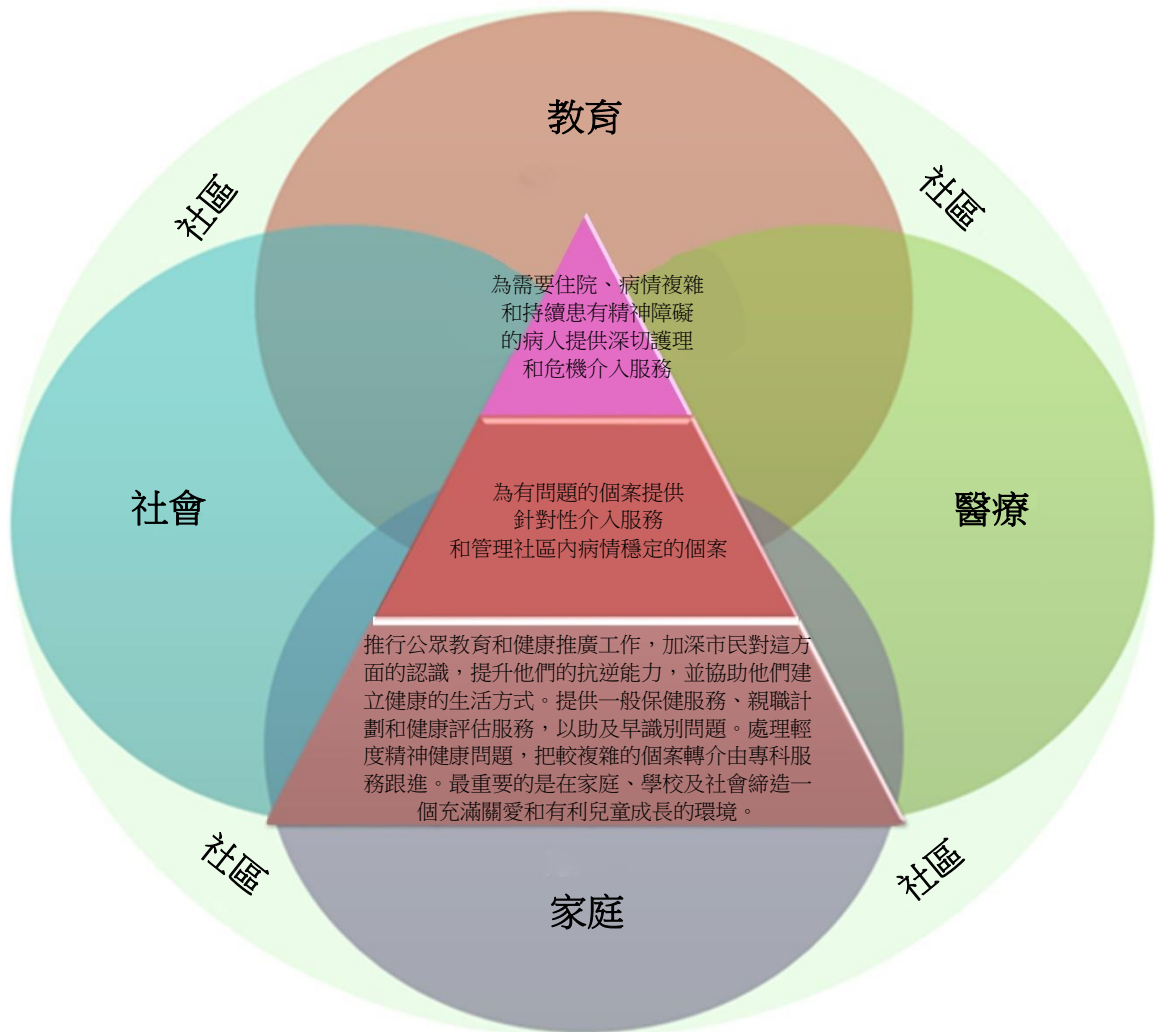 教育
社區
社區
為需要住院、病情複雜
和持續患有精神障礙
的病人提供深切護理
和危機介入服務
社會
為有問題的個案提供
針對性介入服務
和管理社區內病情穩定的個案
醫療
推行公眾教育和健康推廣工作，加深市民對這方
面的認識，提升他們的抗逆能力，並協助他們建
立健康的生活方式。提供一般保健服務、親職計
劃和健康評估服務，以助及早識別問題。處理輕
度精神健康問題，把較複雜的個案轉介由專科服
務跟進。最重要的是在家庭、學校及社會締造一
個充滿關愛和有利兒童成長的環境。
社區
社區
家庭